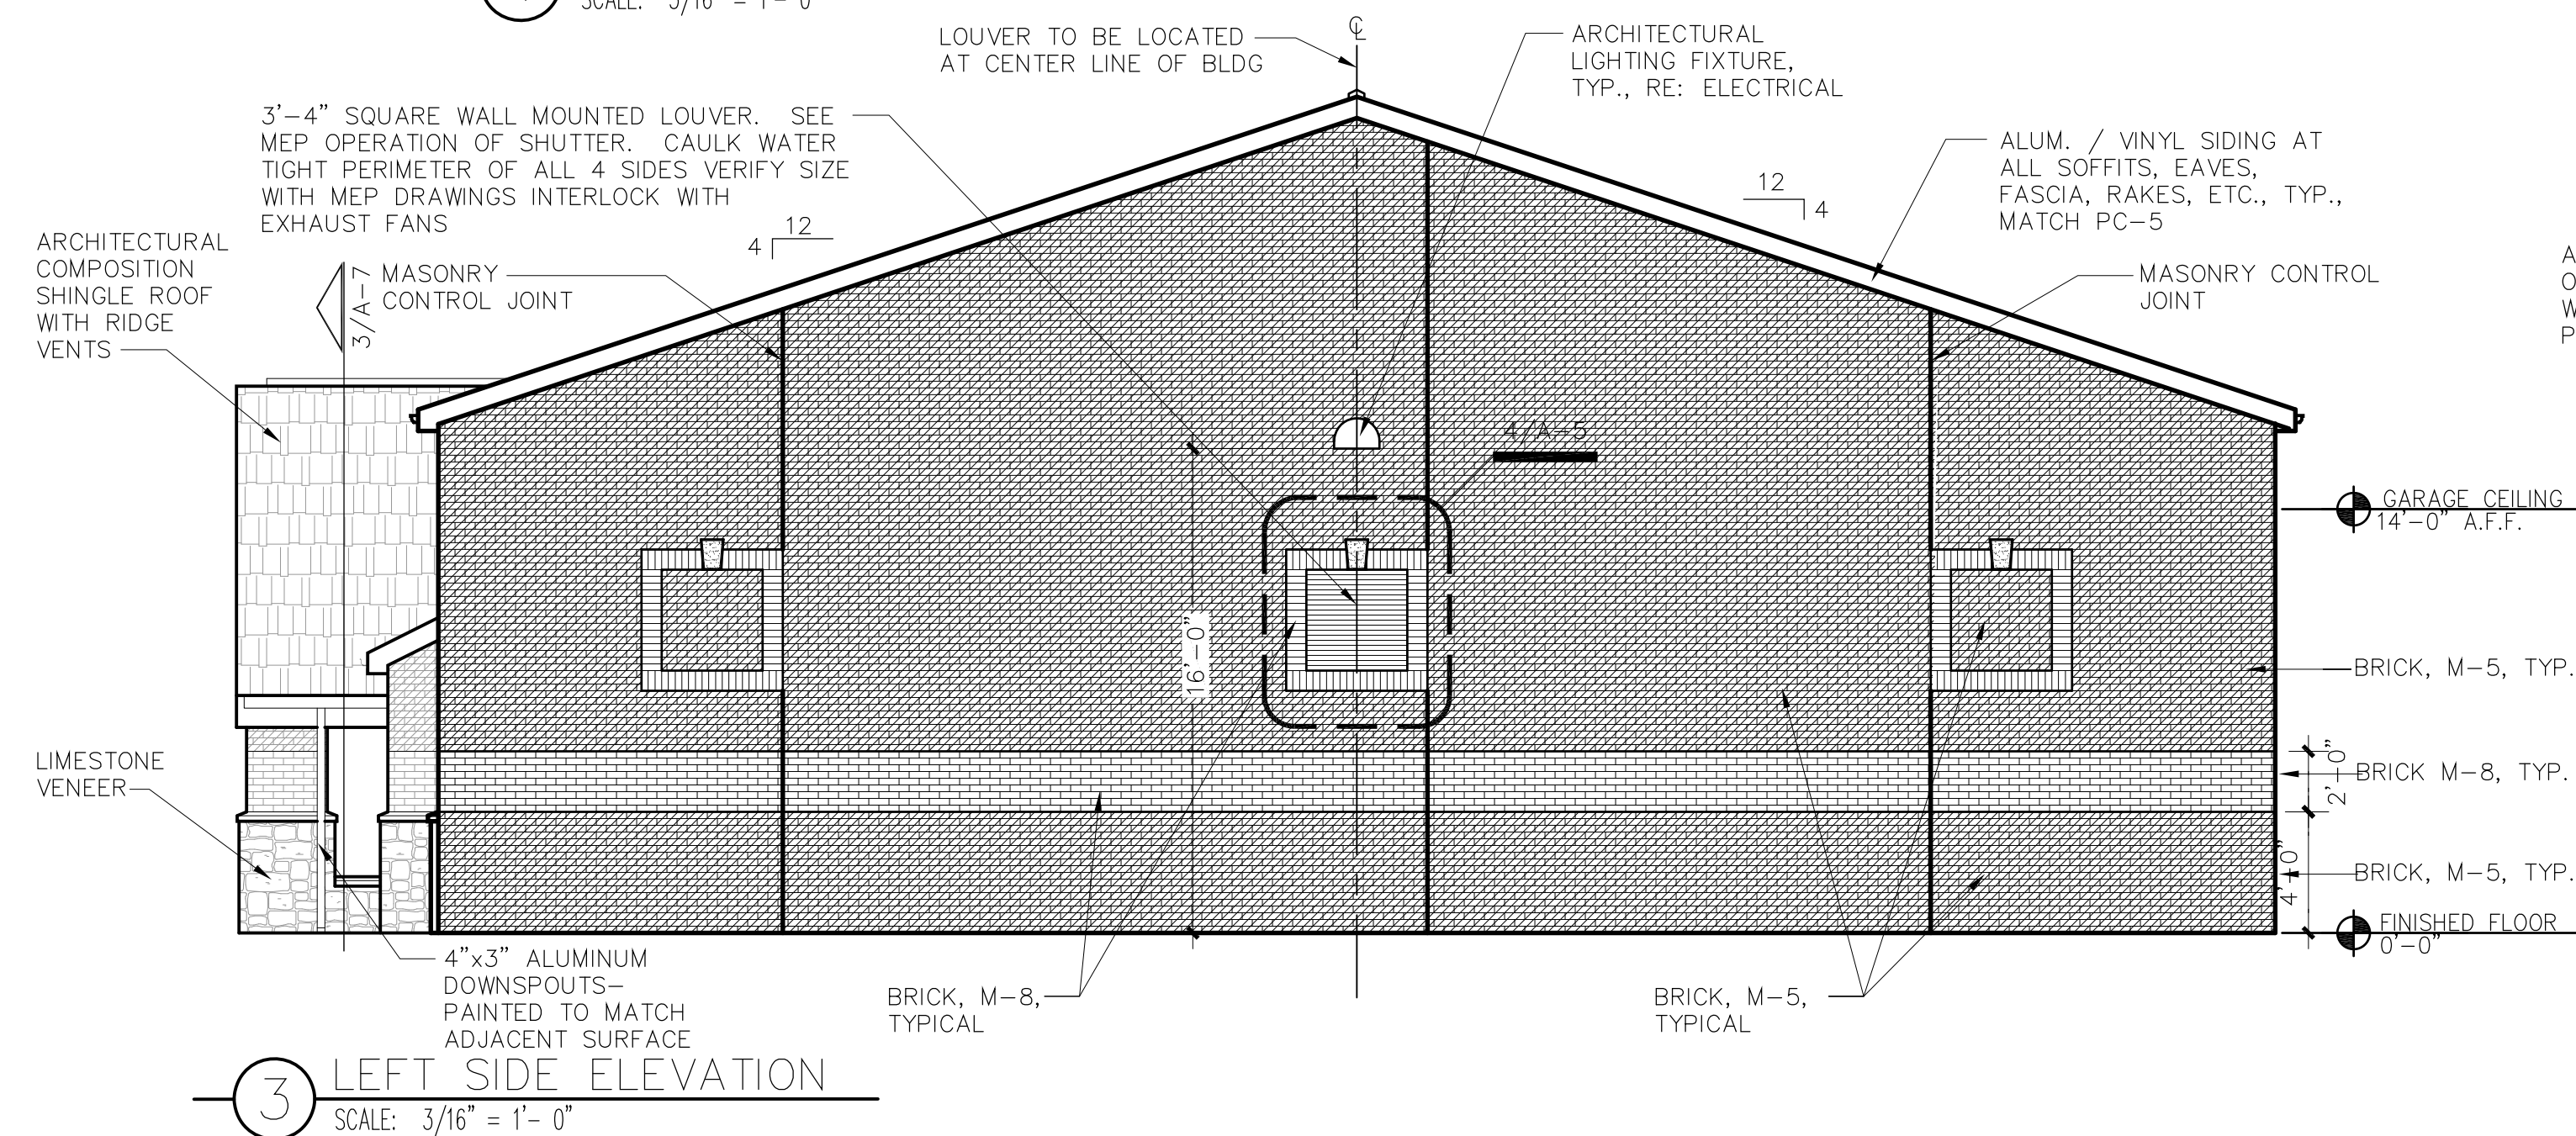 SCALE: 3/16" = 1'- 0"
LOUVER TO BE LOCATED
AT CENTER LINE OF BLDG
ARCHITECTURAL
LIGHTING FIXTURE,
TYP., RE: ELECTRICAL
3'-4" SQUARE WALL MOUNTED LOUVER. SEE
MEP OPERATION OF SHUTTER. CAULK WATER
TIGHT PERIMETER OF ALL 4 SIDES VERIFY SIZE
WITH MEP DRAWINGS INTERLOCK WITH
EXHAUST FANS
ALUM. / VINYL SIDING AT
ALL SOFFITS, EAVES,
FASCIA, RAKES, ETC., TYP.,
MATCH PC-5
12
4
12
4
ARCHITECTURAL
COMPOSITION
SHINGLE ROOF
WITH RIDGE
VENTS
3/A-7
MASONRY
CONTROL JOINT
MASONRY CONTROL
JOINT
4/A-5
GARAGE CEILING
14'-0" A.F.F.
16'-0"
BRICK, M-5, TYP.
LIMESTONE
VENEER
2'-0"
BRICK M-8, TYP.
4'-0"
BRICK, M-5, TYP.
FINISHED FLOOR
0'-0"
4"x3" ALUMINUM
DOWNSPOUTS-
PAINTED TO MATCH
ADJACENT SURFACE
BRICK, M-8,
TYPICAL
BRICK, M-5,
TYPICAL
3
LEFT SIDE ELEVATION
SCALE: 3/16" = 1'- 0"